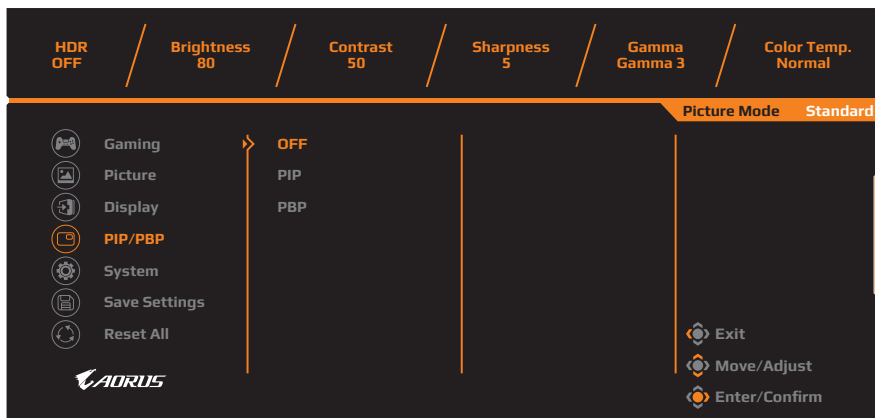 HDR Brightness Contrast Sharpness Gamma Color Temp.
OFF 80 50 5 Gamma 3 Normal
Picture Mode Standard
Gaming OFF
Picture PIP
Display PBP
PIP/PBP
System
Save Settings
Reset All Exit
AORUS Move/Adjust
Enter/Confirm